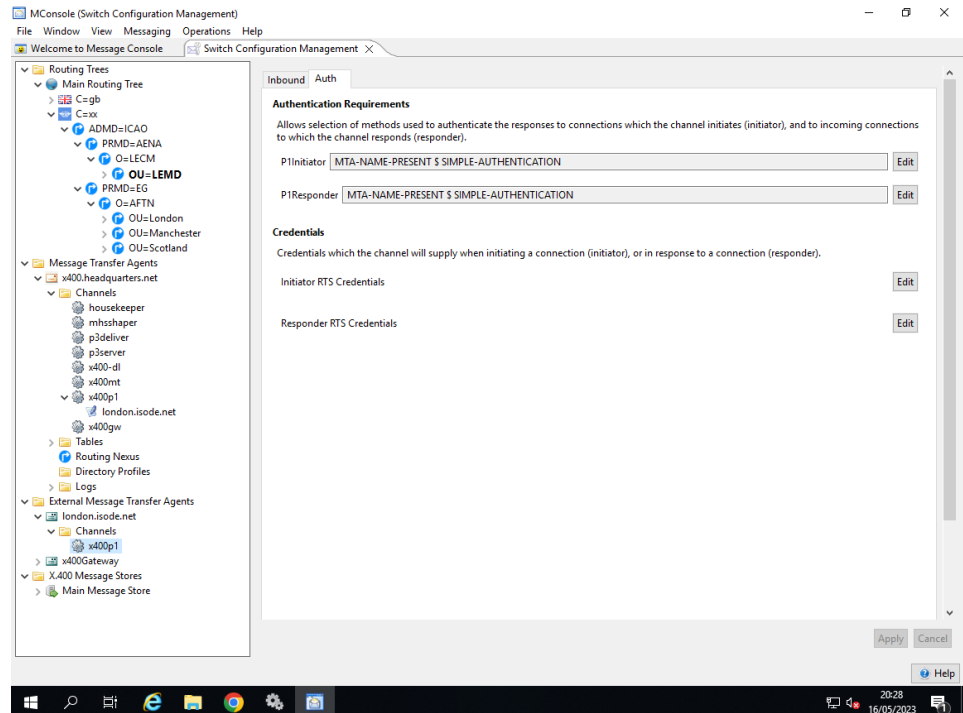 MConsole (Switch Configuration Management)
File Window View Messaging Operations Help
Welcome to Message Console
Switch Configuration Management
Routing Trees
Main Routing Tree
C=gb
C=xx
ADMD=ICAO
PRMD=AENA
O=LECM
OU=LEMD
PRMD=EG
O=AFTN
OU=London
OU=Manchester
OU=Scotland
Message Transfer Agents
x400.headquarters.net
Channels
housekeeper
mhsshaper
p3deliver
p3server
x400-dl
x400mt
x400p1
london.isode.net
x400gw
Tables
Routing Nexus
Directory Profiles
Logs
External Message Transfer Agents
london.isode.net
Channels
x400p1
x400Gateway
X.400 Message Stores
Main Message Store
Inbound Auth
Authentication Requirements
Allows selection of methods used to authenticate the responses to connections which the channel initiates (initiator), and to incoming connections
to which the channel responds (responder).
P1Initiator MTA-NAME-PRESENT $ SIMPLE-AUTHENTICATION Edit
P1Responder MTA-NAME-PRESENT $ SIMPLE-AUTHENTICATION Edit
Credentials
Credentials which the channel will supply when initiating a connection (initiator), or in response to a connection (responder).
Initiator RTS Credentials Edit
Responder RTS Credentials Edit
Apply Cancel
Help
20:28
16/05/2023